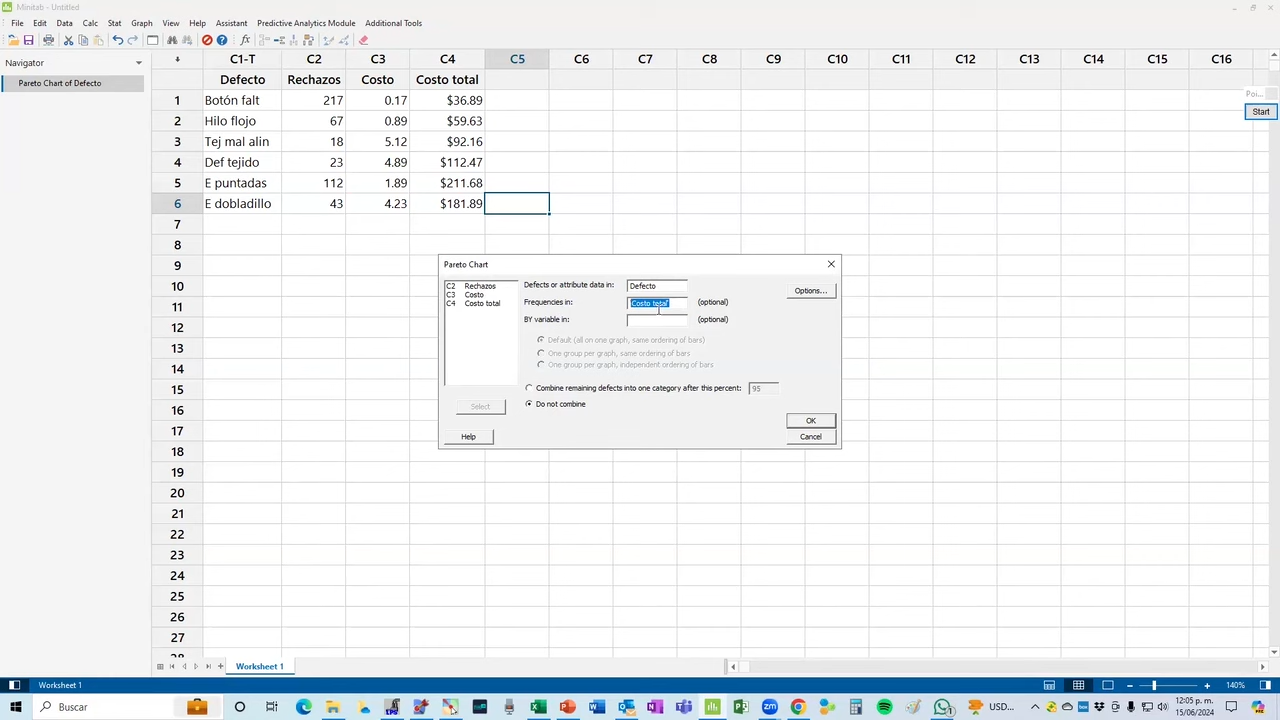 Minitab - Untitled
File Edit Data Calc Stat Graph View Help Assistant Predictive Analytics Module Additional Tools
Navigator
Pareto Chart of Defecto
C1-T C2 C3 C4 C5 C6 C7 C8 C9 C10 C11 C12 C13 C14 C15 C16
Defecto Rechazos Costo Costo total
1 Botón falt 217 0.17 $36.89
2 Hilo flojo 67 0.89 $59.63
3 Tej mal alin 18 5.12 $92.16
4 Def tejido 23 4.89 $112.47
5 E puntadas 112 1.89 $211.68
6 E dobladillo 43 4.23 $181.89
7
8
9
10
11
12
13
14
15
16
17
18
19
20
21
22
23
24
25
26
27
28
Poi...
Start
Pareto Chart
C2 Rechazos
C3 Costo
C4 Costo total
Defects or attribute data in: Defecto
Frequencies in: 'Costo total' (optional)
BY variable in: (optional)
Default (all on one graph, same ordering of bars)
One group per graph, same ordering of bars
One group per graph, independent ordering of bars
Combine remaining defects into one category after this percent: 95
Do not combine
Options...
Select
Help
OK
Cancel
Worksheet 1
Worksheet 1
140%
Buscar
USD...
12:05 p. m.
15/06/2024